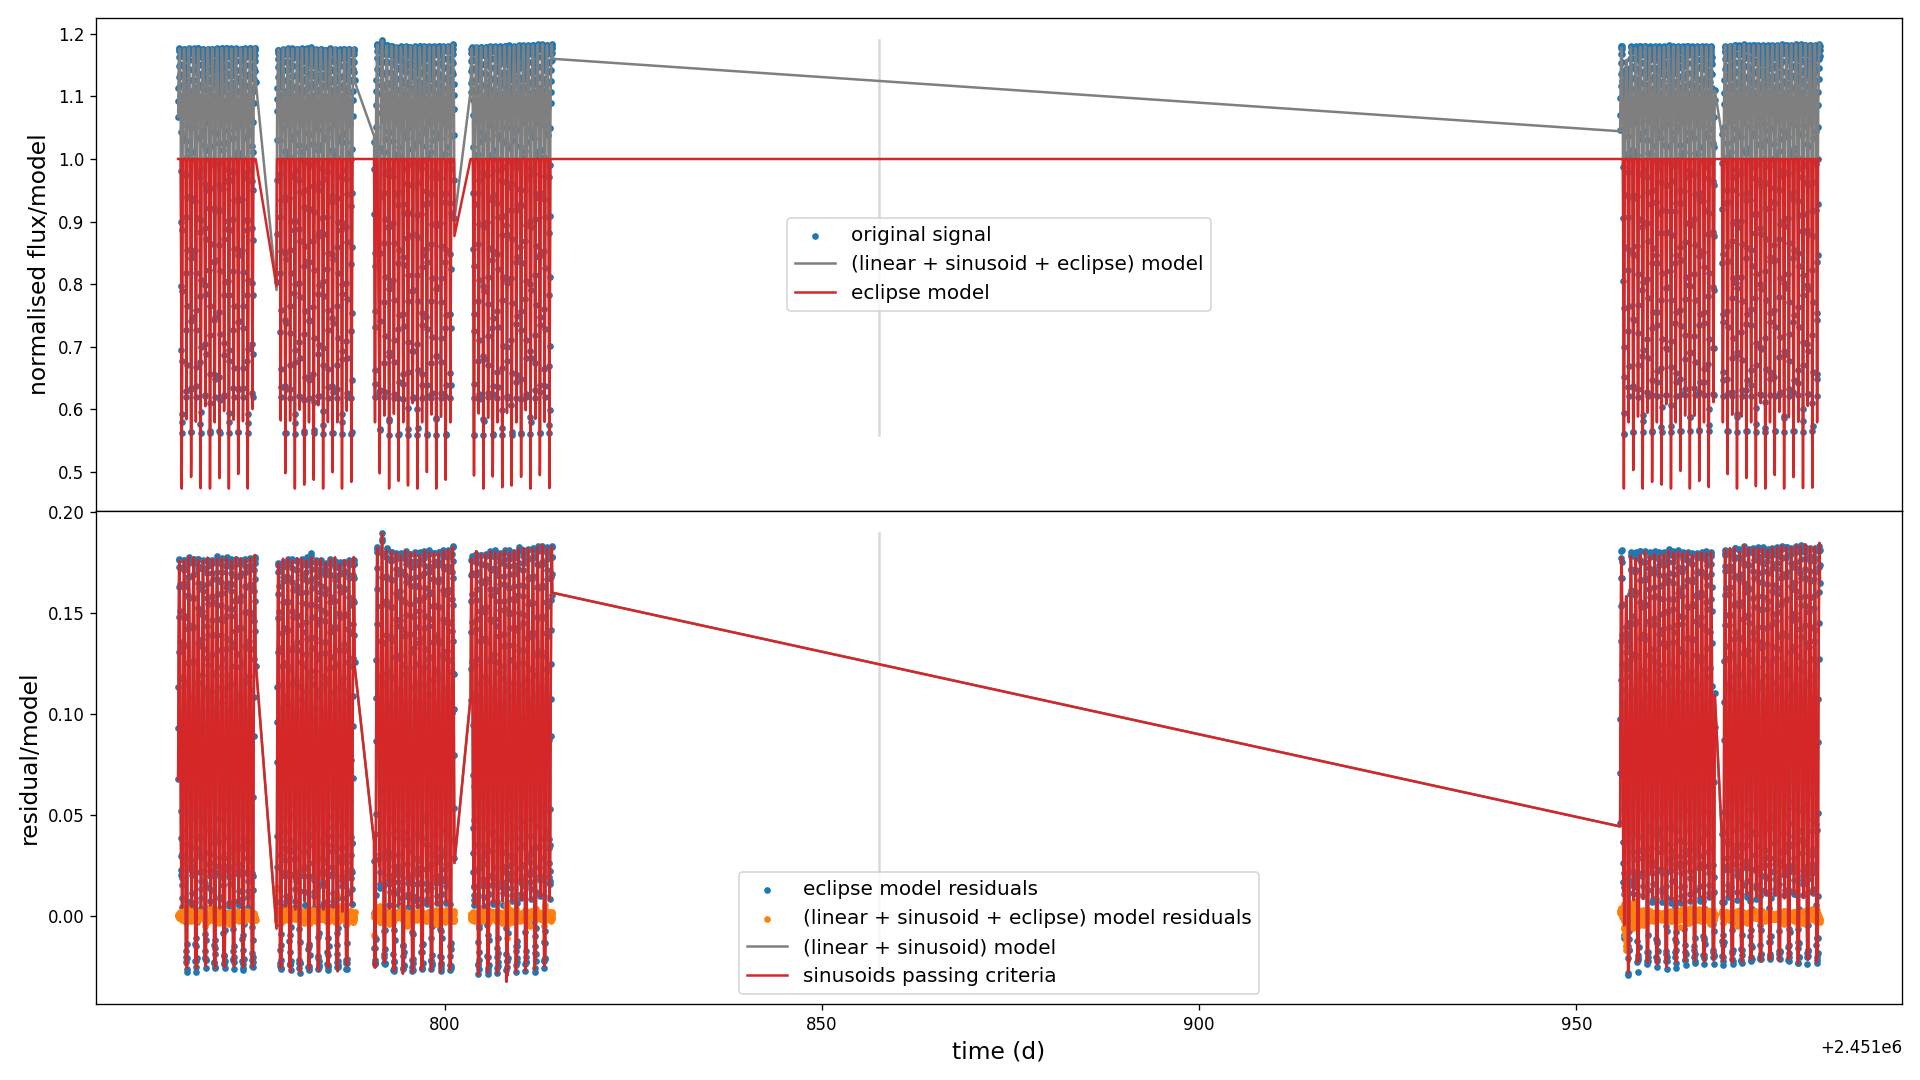 1.2
1.1
1.0
0.9
0.8
0.7
0.6
0.5
normalised flux/model
original signal
(linear + sinusoid + eclipse) model
eclipse model
0.20
0.15
0.10
0.05
0.00
residual/model
eclipse model residuals
(linear + sinusoid + eclipse) model residuals
(linear + sinusoid) model
sinusoids passing criteria
800
850
900
950
time (d)
+2.451e6